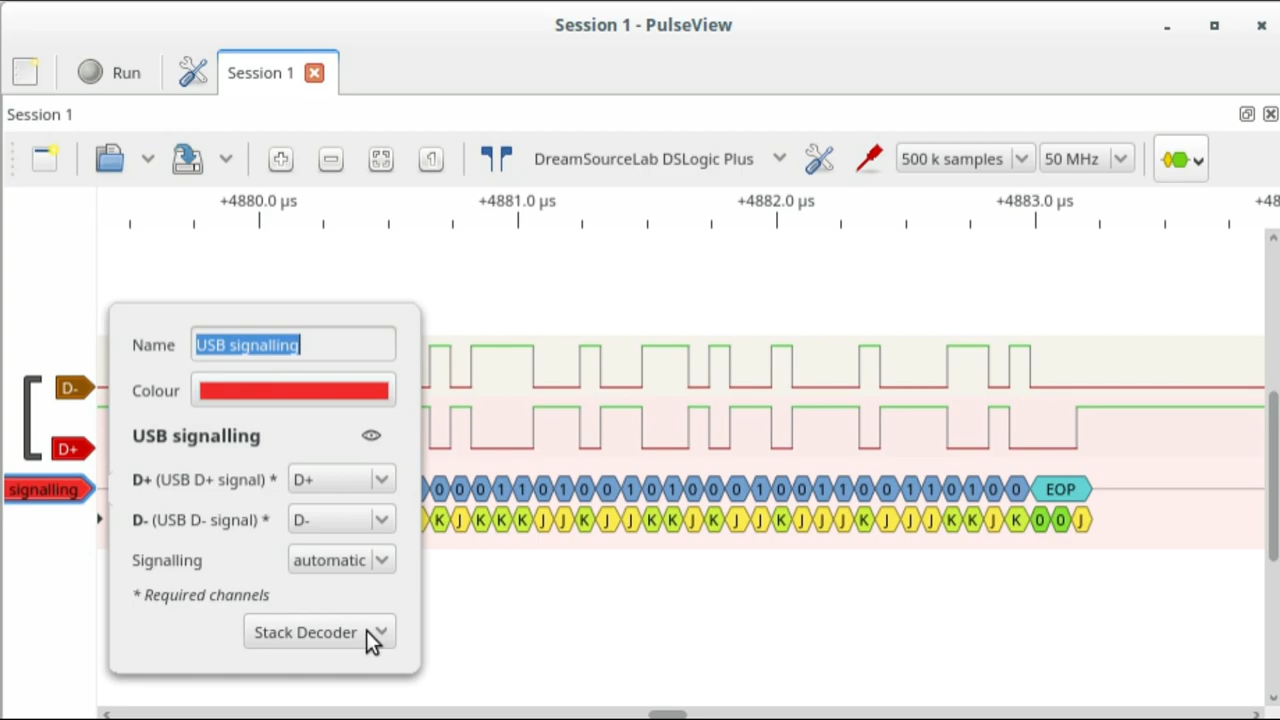 Session 1 - PulseView
Run
Session 1
Session 1
DreamSourceLab DSLogic Plus
500 k samples
50 MHz
+4880.0 µs
+4881.0 µs
+4882.0 µs
+4883.0 µs
+48
Name
USB signalling
Colour
D-
D+
USB signalling
D+ (USB D+ signal) *
D+
signalling
0 0 0 1 1 0 1 0 0 1 0 1 0 0 0 1 0 0 1 1 0 0 1 1 0 1 0 0 EOP
D- (USB D- signal) *
D-
K J K K K J J K J J K K J K J J K J J J K J J J K K J K 0 0 J
Signalling
automatic
* Required channels
Stack Decoder